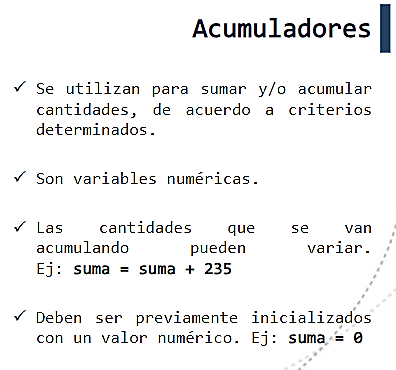 Acumuladores
✓ Se utilizan para sumar y/o acumular
cantidades, de acuerdo a criterios
determinados.
✓ Son variables numéricas.
✓ Las cantidades que se van
acumulando pueden variar.
Ej: suma = suma + 235
✓ Deben ser previamente inicializados
con un valor numérico. Ej: suma = 0